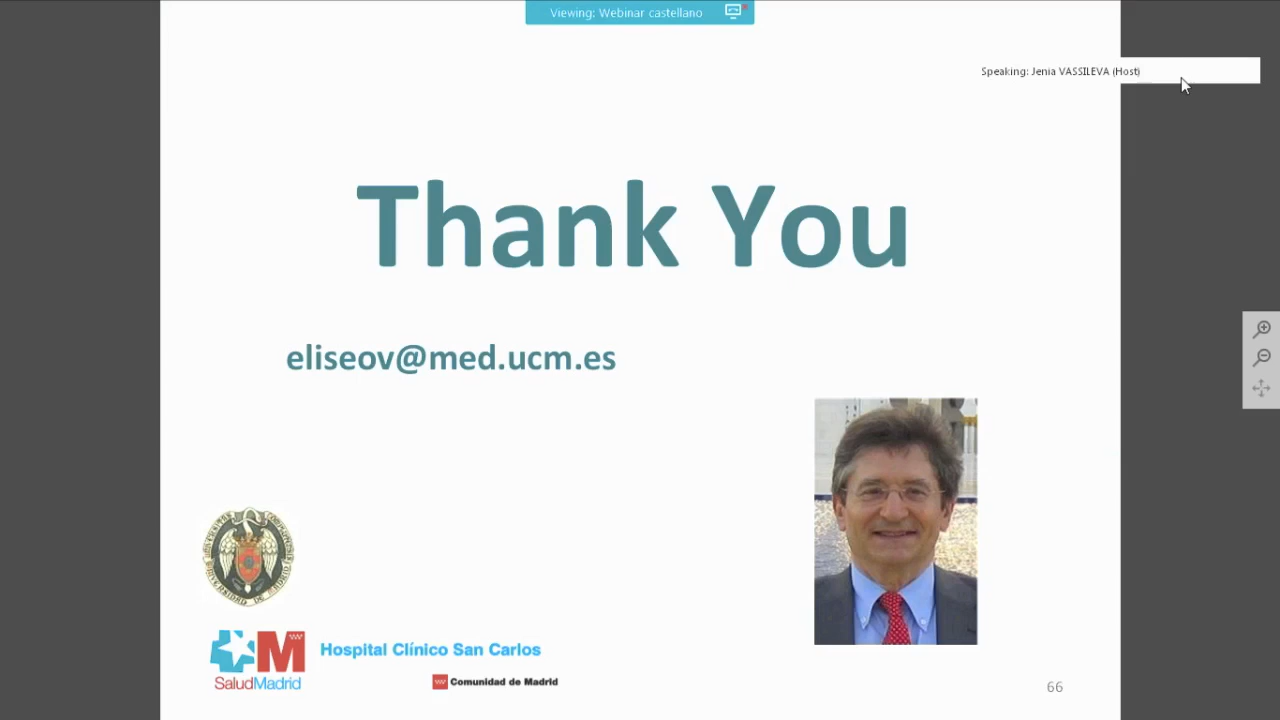 Viewing: Webinar castellano
Speaking: Jenia VASSILEVA (Host)
Thank You
eliseov@med.ucm.es
SaludMadrid
Hospital Clínico San Carlos
Comunidad de Madrid
66